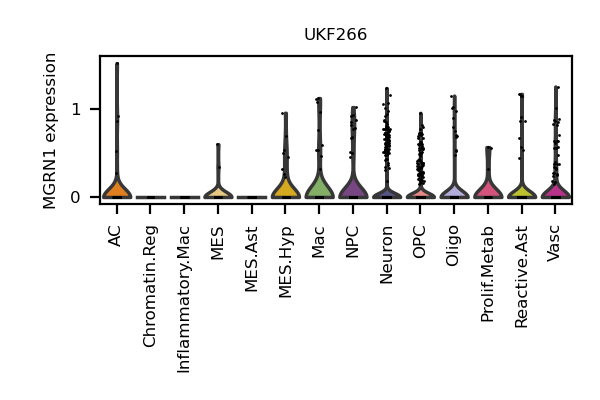 UKF266
MGRN1 expression
1
0
AC
Chromatin.Reg
Inflammatory.Mac
MES
MES.Ast
MES.Hyp
Mac
NPC
Neuron
OPC
Oligo
Prolif.Metab
Reactive.Ast
Vasc